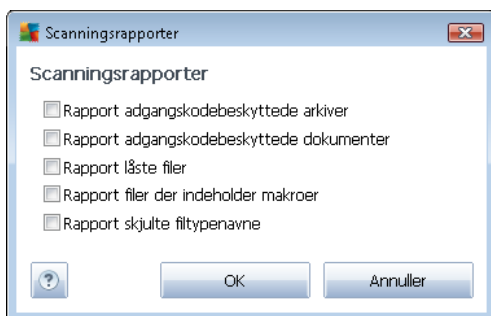 Scanningsrapporter
Scanningsrapporter
Rapport adgangskodebeskyttede arkiver
Rapport adgangskodebeskyttede dokumenter
Rapport låste filer
Rapport filer der indeholder makroer
Rapport skjulte filtypenavne
? OK Annuller